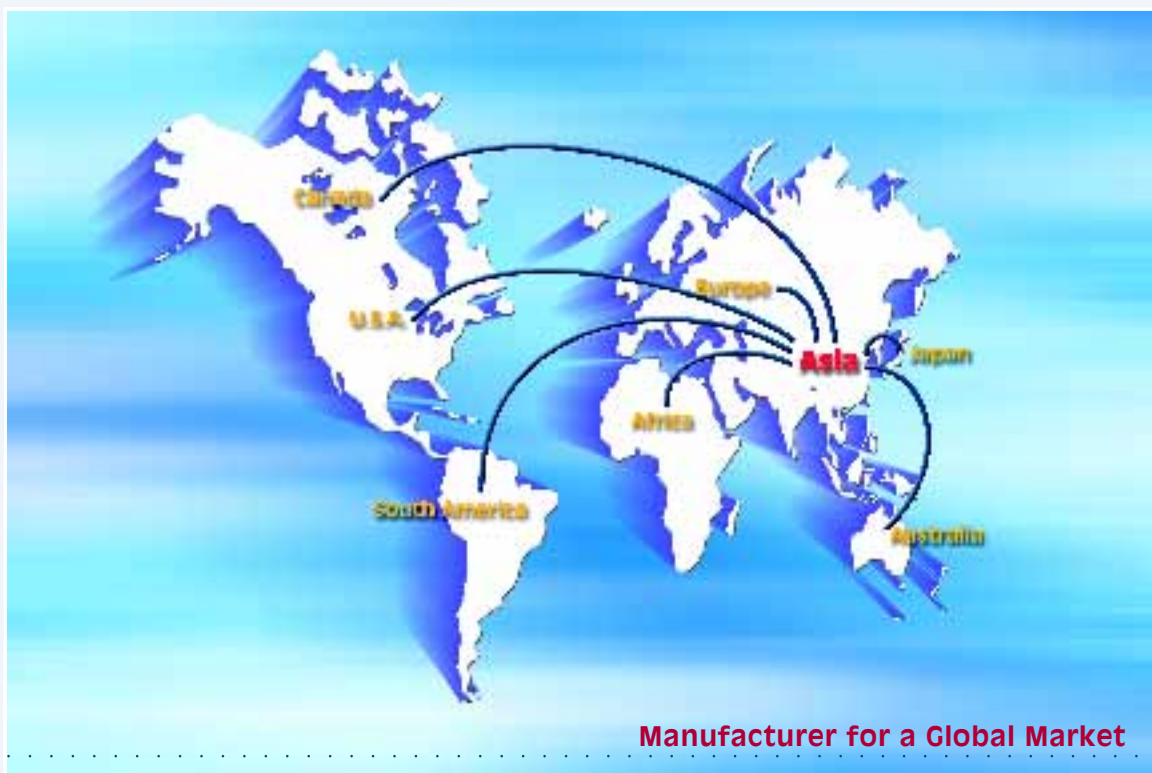 Canada
Europe
U.S.A.
Asia
Japan
Africa
South America
Australia
Manufacturer for a Global Market